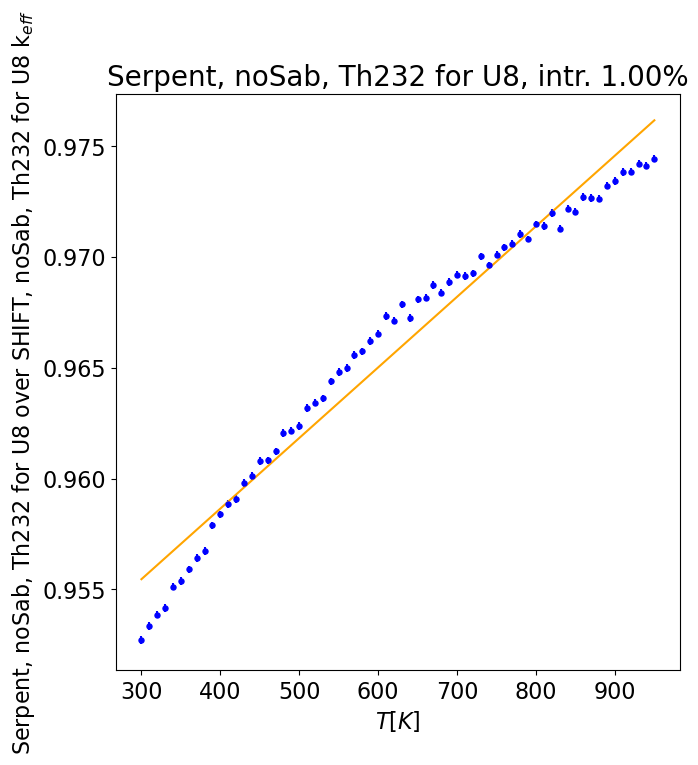 Serpent, noSab, Th232 for U8, intr. 1.00%
Serpent, noSab, Th232 for U8 over SHIFT, noSab, Th232 for U8 k_eff
0.975
0.970
0.965
0.960
0.955
300 400 500 600 700 800 900
T[K]